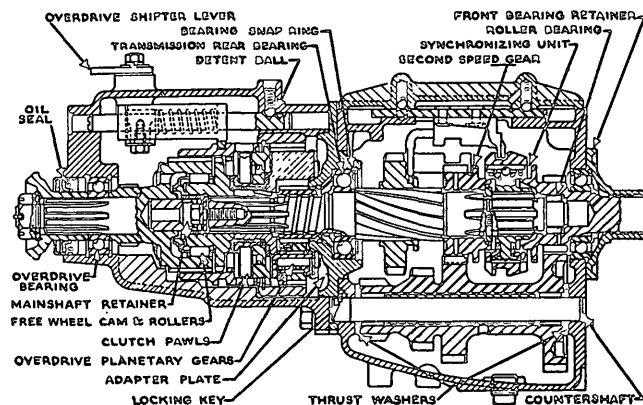 OVERDRIVE SHIFTER LEVER
BEARING SNAP RING
TRANSMISSION REAR BEARING
DETENT BALL
FRONT BEARING RETAINER
ROLLER BEARING
SYNCHRONIZING UNIT
SECOND SPEED GEAR
OIL
SEAL
OVERDRIVE
BEARING
MAINSHAFT RETAINER
FREE WHEEL CAM & ROLLERS
CLUTCH PAWLS
OVERDRIVE PLANETARY GEARS
ADAPTER PLATE
LOCKING KEY
THRUST WASHERS
COUNTERSHAFT